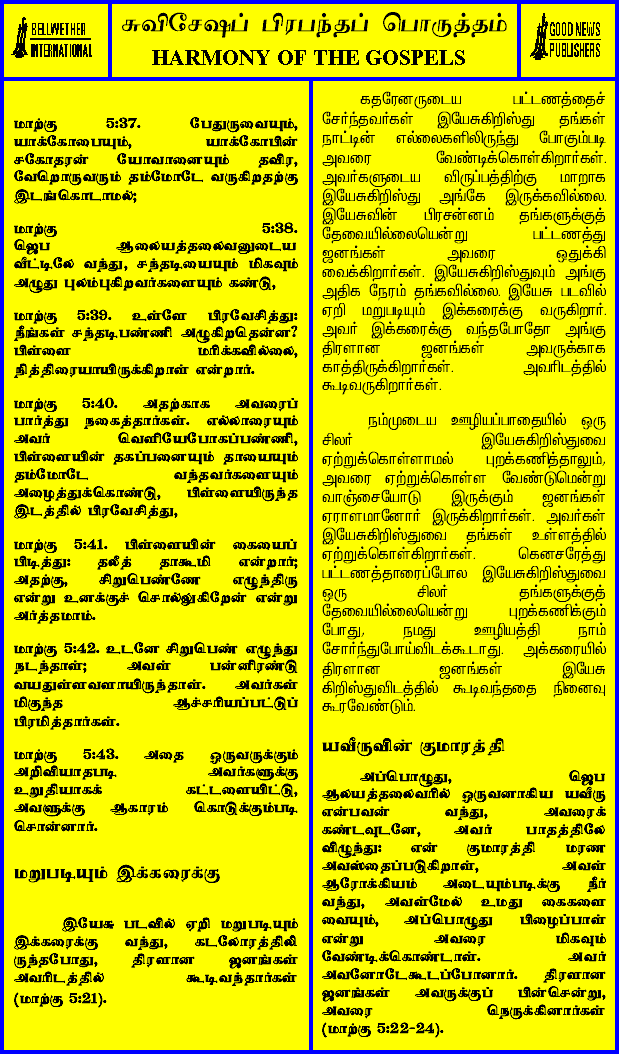 BELLWETHER
INTERNATIONAL
சுவிசேஷப் பிரபந்தப் பொருத்தம்
HARMONY OF THE GOSPELS
GOOD NEWS
PUBLISHERS
மாற்கு 5:37. பேதுருவையும்,
யாக்கோபையும், யாக்கோபின்
சகோதரன் யோவானையும் தவிர,
வேறொருவரும் தம்மோடே வருகிறதற்கு
இடங்கொடாமல்;
மாற்கு 5:38.
ஜெப ஆலையத்தலைவனுடைய
வீட்டிலே வந்து, சந்தடியையும் மிகவும்
அழுது புலம்புகிறவர்களையும் கண்டு,
மாற்கு 5:39. உள்ளே பிரவேசித்து:
நீங்கள் சந்தடிபண்ணி அழுகிறதென்ன?
பிள்ளை மரிக்கவில்லை,
நித்திரையாயிருக்கிறாள் என்றார்.
மாற்கு 5:40. அதற்காக அவரைப்
பார்த்து நகைத்தார்கள். எல்லாரையும்
அவர் வெளியேபோகப்பண்ணி,
பிள்ளையின் தகப்பனையும் தாயையும்
தம்மோடே வந்தவர்களையும்
அழைத்துக்கொண்டு, பிள்ளையிருந்த
இடத்தில் பிரவேசித்து,
மாற்கு 5:41. பிள்ளையின் கையைப்
பிடித்து: தலீத் தாகூமி என்றார்;
அதற்கு, சிறுபெண்ணே எழுந்திரு
என்று உனக்குச் சொல்லுகிறேன் என்று
அர்த்தமாம்.
மாற்கு 5:42. உடனே சிறுபெண் எழுந்து
நடந்தாள்; அவள் பன்னிரண்டு
வயதுள்ளவளாயிருந்தாள். அவர்கள்
மிகுந்த ஆச்சரியப்பட்டுப்
பிரமித்தார்கள்.
மாற்கு 5:43. அதை ஒருவருக்கும்
அறிவியாதபடி அவர்களுக்கு
உறுதியாகக் கட்டளையிட்டு,
அவளுக்கு ஆகாரம் கொடுக்கும்படி
சொன்னார்.
மறுபடியும் இக்கரைக்கு
இயேசு படவில் ஏறி மறுபடியும்
இக்கரைக்கு வந்து, கடலோரத்திலி
ருந்தபோது, திரளான ஜனங்கள்
அவரிடத்தில் கூடிவந்தார்கள்
(மாற்கு 5:21).
கதரேனருடைய பட்டணத்தைச்
சேர்ந்தவர்கள் இயேசுகிறிஸ்து தங்கள்
நாட்டின் எல்லைகளிலிருந்து போகும்படி
அவரை வேண்டிக்கொள்கிறார்கள்.
அவர்களுடைய விருப்பத்திற்கு மாறாக
இயேசுகிறிஸ்து அங்கே இருக்கவில்லை.
இயேசுவின் பிரசன்னம் தங்களுக்குத்
தேவையில்லையென்று பட்டணத்து
ஜனங்கள் அவரை ஒதுக்கி
வைக்கிறார்கள். இயேசுகிறிஸ்துவும் அங்கு
அதிக நேரம் தங்கவில்லை. இயேசு படவில்
ஏறி மறுபடியும் இக்கரைக்கு வருகிறார்.
அவர் இக்கரைக்கு வந்தபோதோ அங்கு
திரளான ஜனங்கள் அவருக்காக
காத்திருக்கிறார்கள். அவரிடத்தில்
கூடிவருகிறார்கள்.
நம்முடைய ஊழியப்பாதையில் ஒரு
சிலர் இயேசுகிறிஸ்துவை
ஏற்றுக்கொள்ளாமல் புறக்கணித்தாலும்,
அவரை ஏற்றுக்கொள்ள வேண்டுமென்று
வாஞ்சையோடு இருக்கும் ஜனங்கள்
ஏராளமானோர் இருக்கிறார்கள். அவர்கள்
இயேசுகிறிஸ்துவை தங்கள் உள்ளத்தில்
ஏற்றுக்கொள்கிறார்கள். கெனசரேத்து
பட்டணத்தாரைப்போல இயேசுகிறிஸ்துவை
ஒரு சிலர் தங்களுக்குத்
தேவையில்லையென்று புறக்கணிக்கும்
போது, நமது ஊழியத்தி நாம்
சோர்ந்துபோய்விடக்கூடாது. அக்கரையில்
திரளான ஜனங்கள் இயேசு
கிறிஸ்துவிடத்தில் கூடிவந்ததை நினைவு
கூரவேண்டும்.
யவீருவின் குமாரத்தி
அப்பொழுது, ஜெப
ஆலயத்தலைவரில் ஒருவனாகிய யவீரு
என்பவன் வந்து, அவரைக்
கண்டவுடனே, அவர் பாதத்திலே
விழுந்து: என் குமாரத்தி மரண
அவஸ்தைப்படுகிறாள், அவள்
ஆரோக்கியம் அடையும்படிக்கு நீர்
வந்து, அவள்மேல் உமது கைகளை
வையும், அப்பொழுது பிழைப்பாள்
என்று அவரை மிகவும்
வேண்டிக்கொண்டான். அவர்
அவனோடேகூடப்போனார். திரளான
ஜனங்கள் அவருக்குப் பின்சென்று,
அவரை நெருக்கினார்கள்
(மாற்கு 5:22-24).